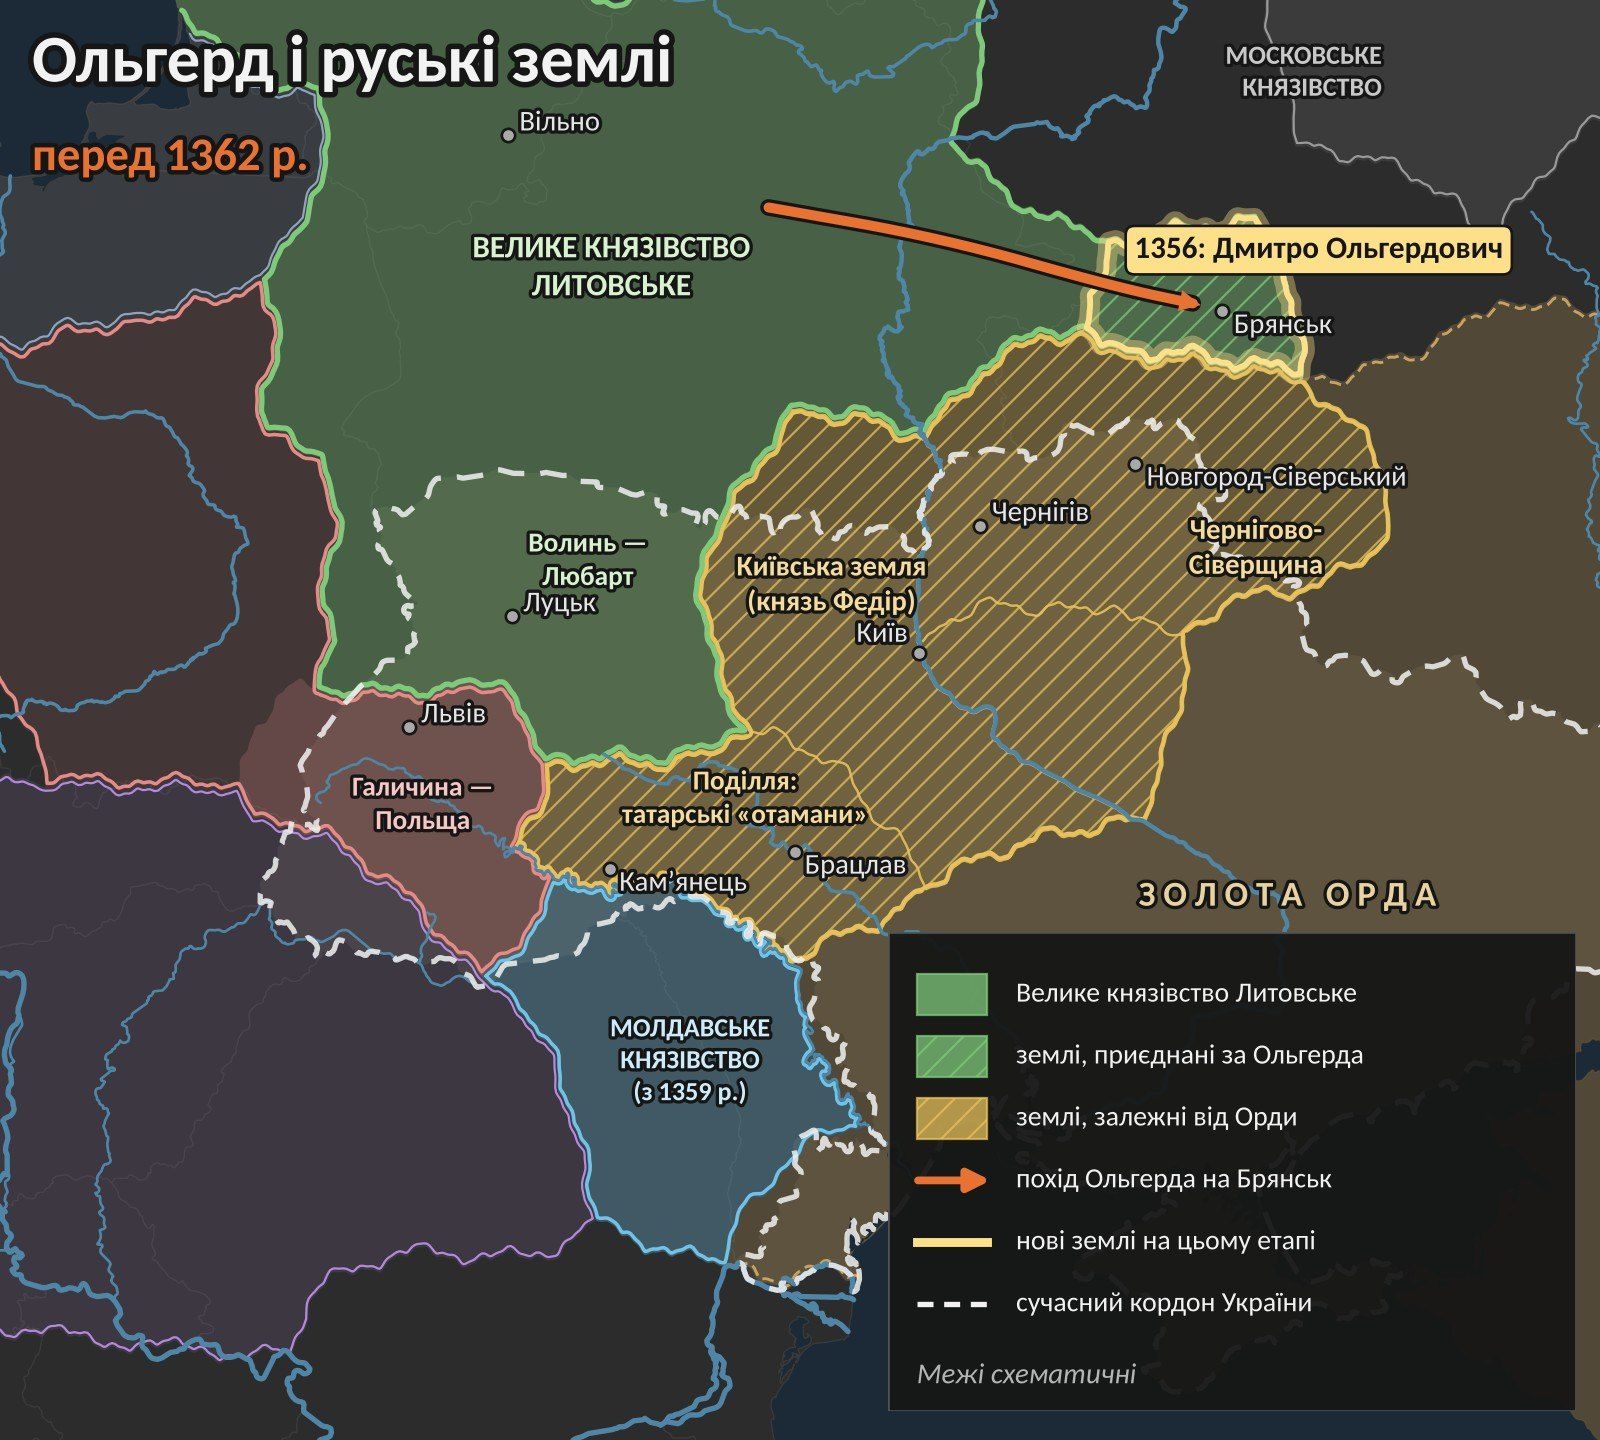 Ольгерд і руські землі
перед 1362 р.
МОСКОВСЬКЕ
КНЯЗІВСТВО
Вільно
ВЕЛИКЕ КНЯЗІВСТВО
ЛИТОВСЬКЕ
1356: Дмитро Ольгердович
Брянськ
Новгород-Сіверський
Чернігів
Чернігово-
Сіверщина
Волинь —
Любарт
Луцьк
Київська земля
(князь Федір)
Київ
Львів
Галичина —
Польща
Поділля:
татарські «отамани»
Брацлав
Кам’янець
ЗОЛОТА ОРДА
МОЛДАВСЬКЕ
КНЯЗІВСТВО
(з 1359 р.)
Велике князівство Литовське
землі, приєднані за Ольгерда
землі, залежні від Орди
похід Ольгерда на Брянськ
нові землі на цьому етапі
сучасний кордон України
Межі схематичні